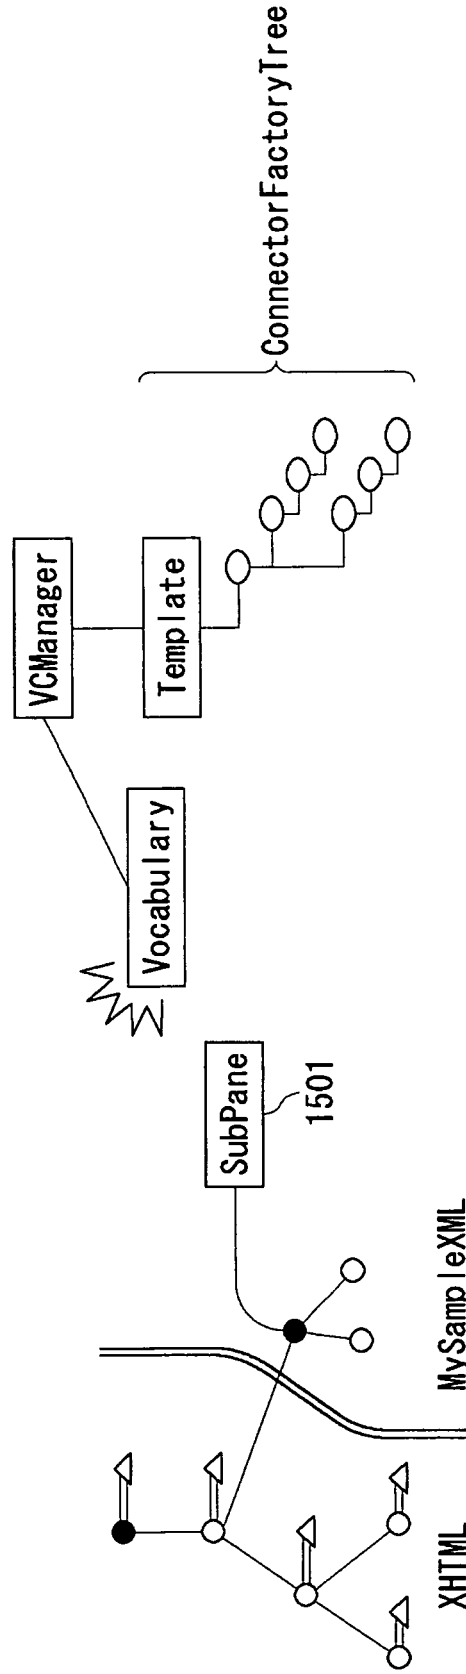 VCManager
Vocabulary
Template
ConnectorFactoryTree
SubPane
1501
XHTML
MySampleXML